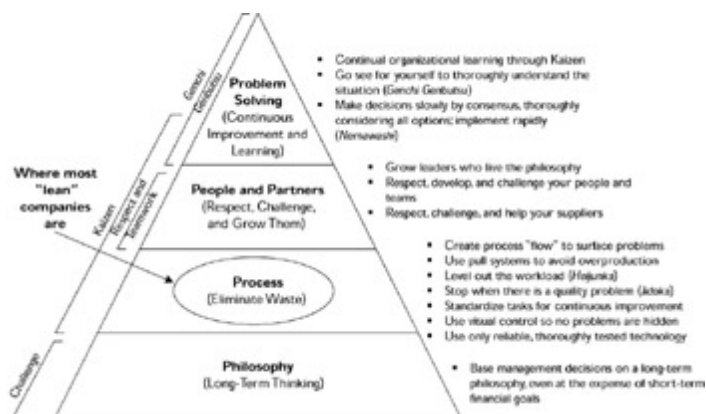 Problem
Solving
(Continuous
Improvement and
Learning)
Continual organizational learning through Kaizen
Go see for yourself to thoroughly understand the
situation (Genchi Genbutsu)
Make decisions slowly by consensus, thoroughly
considering all options; implement rapidly
(Nemawashi)
Genchi
Genbutsu
Where most
"lean"
companies
are
Kaizen
Respect and
Teamwork
People and Partners
(Respect, Challenge,
and Grow Them)
Grow leaders who live the philosophy
Respect, develop, and challenge your people and
teams
Respect, challenge, and help your suppliers
Process
(Eliminate Waste)
Create process "flow" to surface problems
Use pull systems to avoid overproduction
Level out the workload (Heijunka)
Stop when there is a quality problem (Jidoka)
Standardize tasks for continuous improvement
Use visual control so no problems are hidden
Use only reliable, thoroughly tested technology
Challenge
Philosophy
(Long-Term Thinking)
Base management decisions on a long-term
philosophy, even at the expense of short-term
financial goals